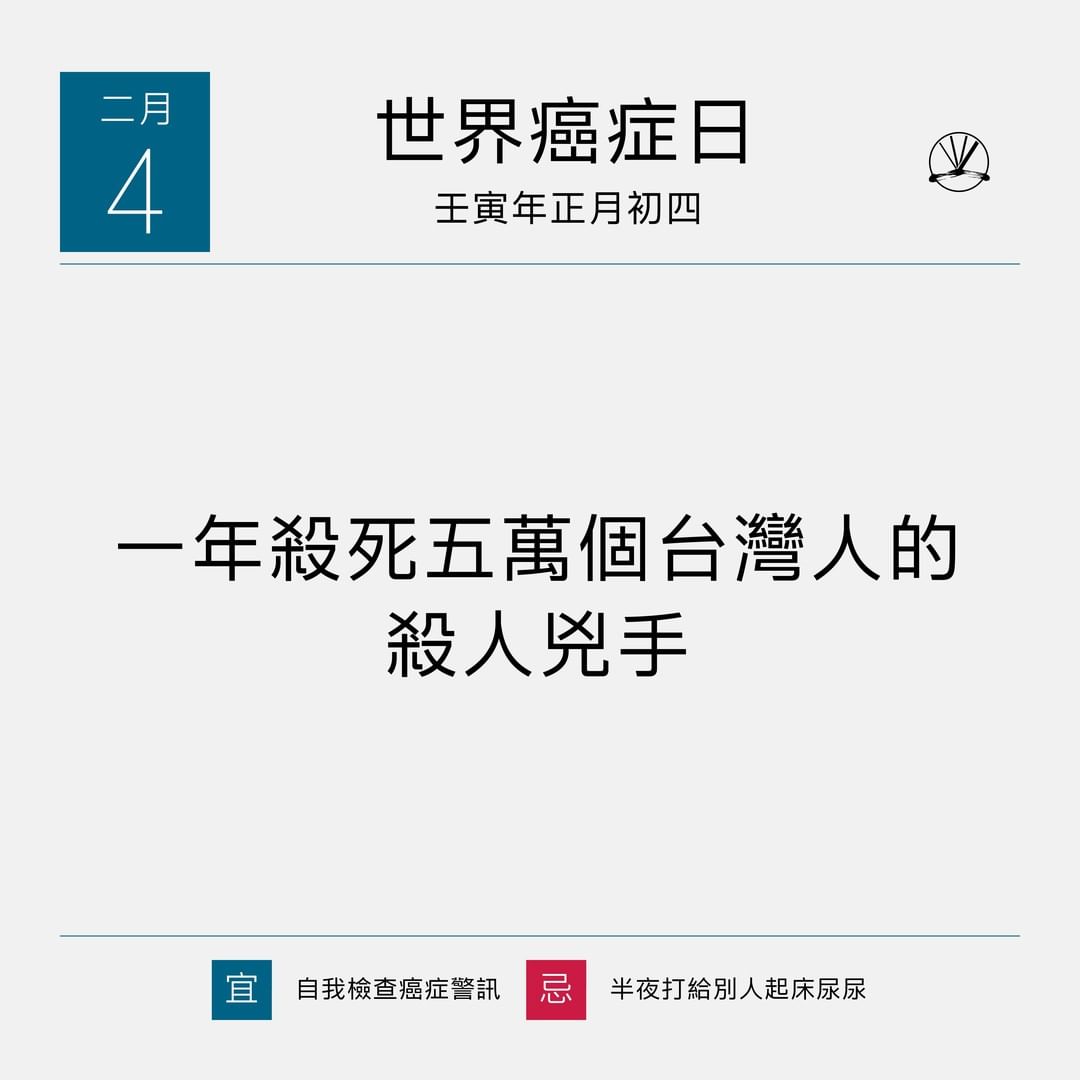 二月
4
世界癌症日
壬寅年正月初四
一年殺死五萬個台灣人的
殺人兇手
宜 自我檢查癌症警訊 忌 半夜打給別人起床尿尿